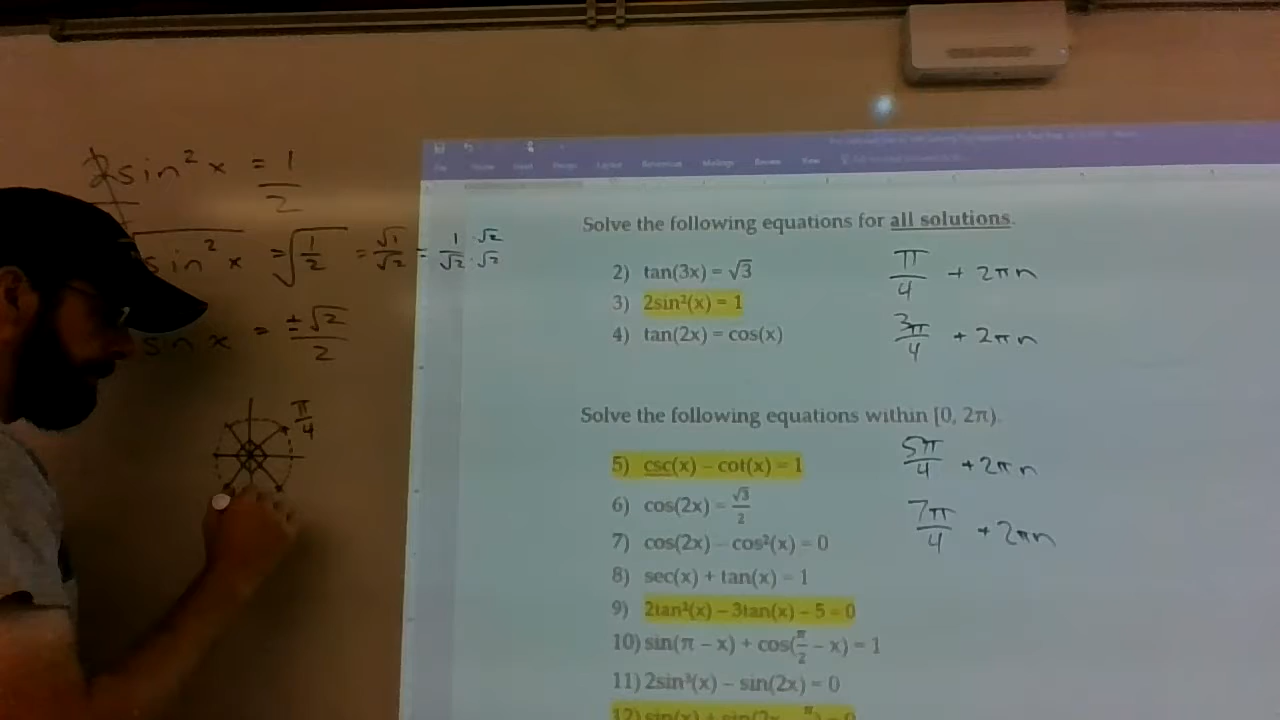 2sin²x = 1
2
sin²x = √(1/2) = √1/√2 = 1·√2/√2·√2
sin x = ±√2/2
π/4
Solve the following equations for all solutions.
2) tan(3x) = √3
3) 2sin²(x) = 1
4) tan(2x) = cos(x)
π/4 + 2πn
3π/4 + 2πn
Solve the following equations within [0, 2π).
5) csc(x) – cot(x) = 1
6) cos(2x) = √3/2
7) cos(2x) – cos²(x) = 0
8) sec(x) + tan(x) = 1
9) 2tan²(x) – 3tan(x) – 5 = 0
10) sin(π – x) + cos(π/2 – x) = 1
11) 2sin³(x) – sin(2x) = 0
5π/4 + 2πn
7π/4 + 2πn